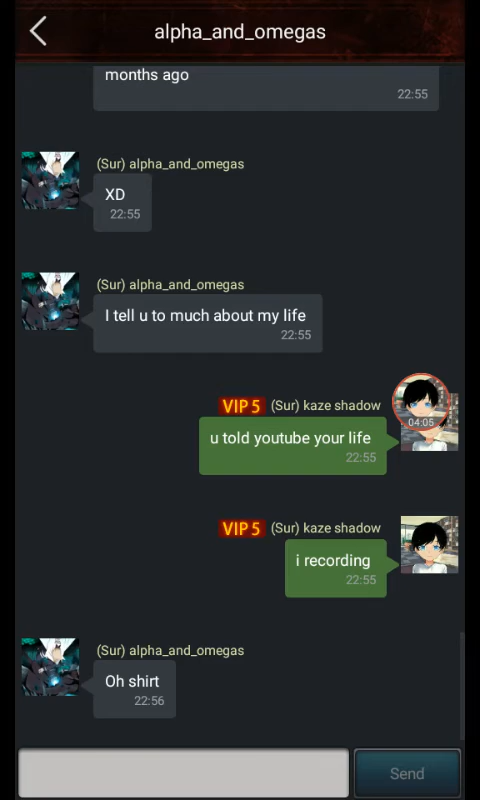 alpha_and_omegas
months ago
22:55
(Sur) alpha_and_omegas
XD
22:55
(Sur) alpha_and_omegas
I tell u to much about my life
22:55
VIP 5 (Sur) kaze shadow
04:05
u told youtube your life
22:55
VIP 5 (Sur) kaze shadow
i recording
22:55
(Sur) alpha_and_omegas
Oh shirt
22:56
Send